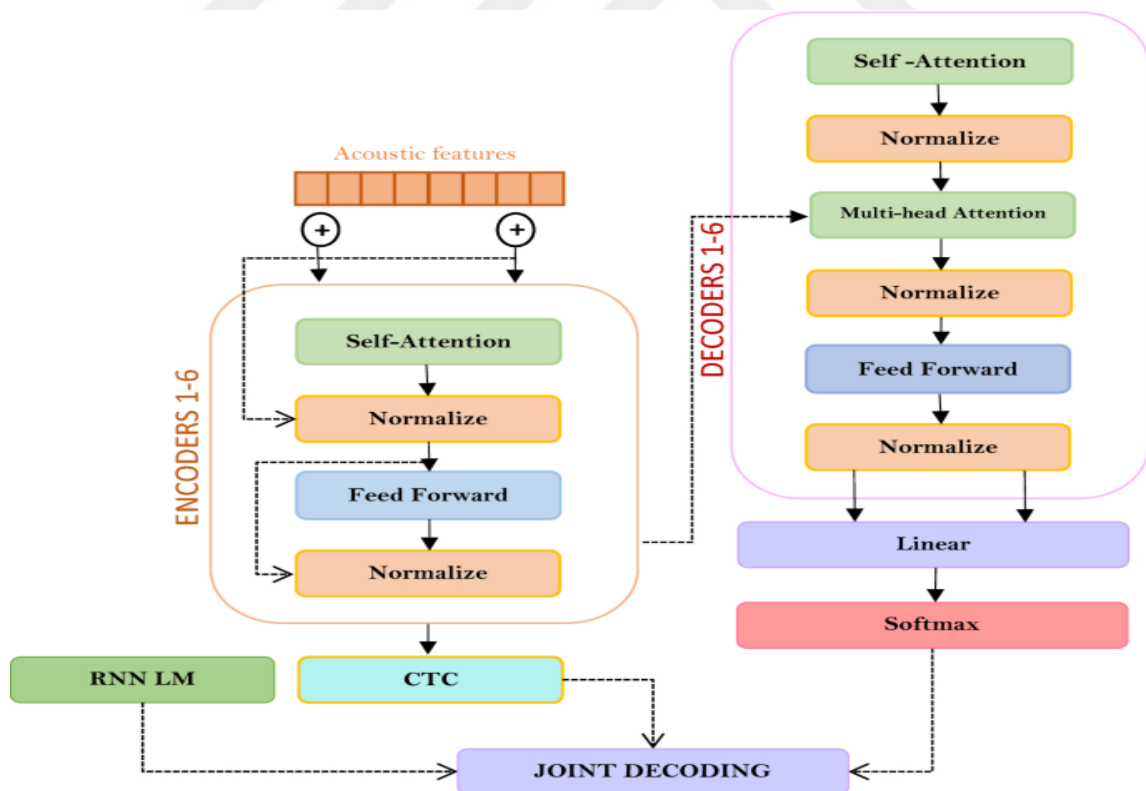 Acoustic features
+
+
ENCODERS 1-6
Self-Attention
Normalize
Feed Forward
Normalize
CTC
RNN LM
JOINT DECODING
DECODERS 1-6
Self -Attention
Normalize
Multi-head Attention
Normalize
Feed Forward
Normalize
Linear
Softmax